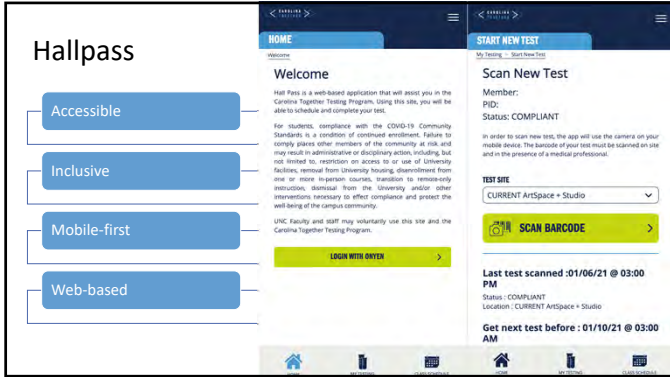 Hallpass
Accessible
Inclusive
Mobile-first
Web-based
CAROLINA
TOGETHER
HOME
Welcome
Welcome
Hall Pass is a web-based application that will assist you in the
Carolina Together Testing Program. Using this site, you will be
able to schedule and complete your test.
For students, compliance with the COVID-19 Community
Standards is a condition of continued enrollment. Failure to
comply places other members of the community at risk and
may result in administrative or disciplinary action, including, but
not limited to, restriction on access to or use of University
facilities, removal from University housing, disenrollment from
one or more in-person courses, transition to remote-only
instruction, dismissal from the University and/or other
interventions necessary to effect compliance and protect the
well-being of the campus community.
UNC Faculty and staff may voluntarily use this site and the
Carolina Together Testing Program.
LOGIN WITH ONYEN >
HOME
MY TESTING
CLASS SCHEDULE
CAROLINA
TOGETHER
START NEW TEST
My Testing > Start New Test
Scan New Test
Member:
PID:
Status: COMPLIANT
In order to scan new test, the app will use the camera on your
mobile device. The barcode of your test must be scanned on site
and in the presence of a medical professional.
TEST SITE
CURRENT ArtSpace + Studio
SCAN BARCODE >
Last test scanned :01/06/21 @ 03:00
PM
Status : COMPLIANT
Location : CURRENT ArtSpace + Studio
Get next test before : 01/10/21 @ 03:00
AM
HOME
MY TESTING
CLASS SCHEDULE